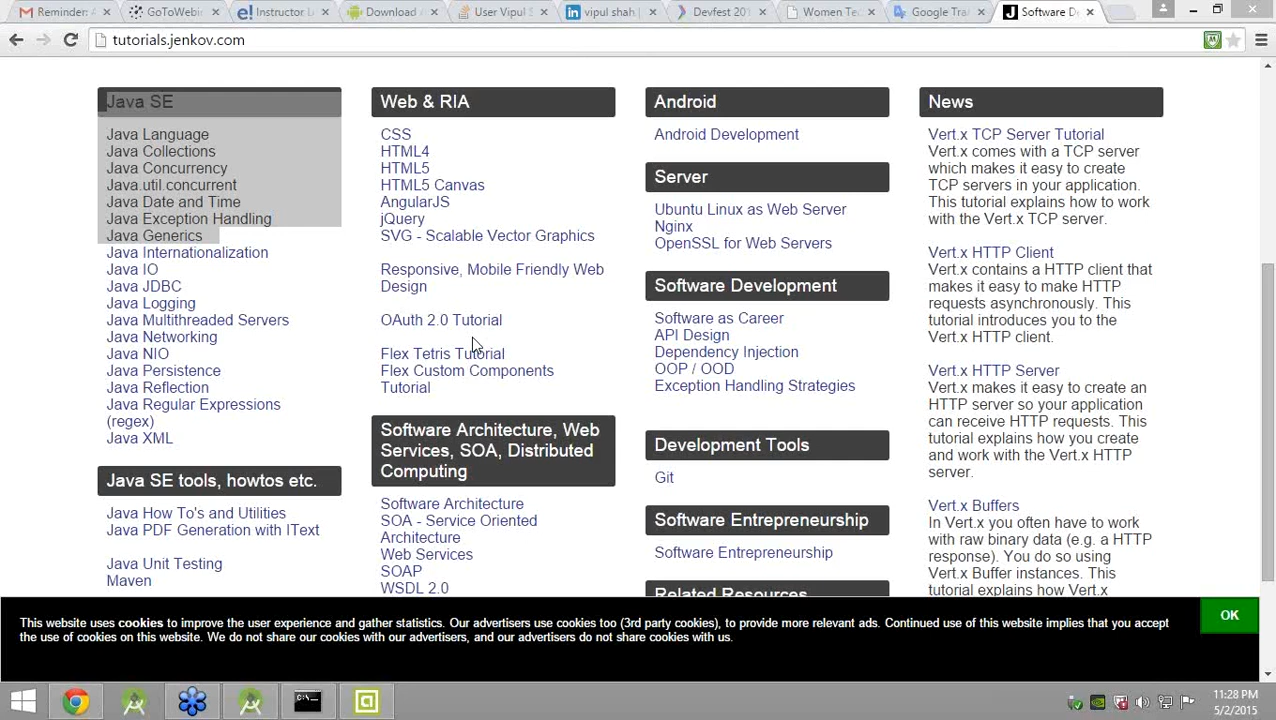 Reminder:
GoToWebin
Instructor L
Download
User Vipul S
vipul shah
Devfest 201
Women Te
Google Tra
Software D
tutorials.jenkov.com
Java SE
Java Language
Java Collections
Java Concurrency
Java.util.concurrent
Java Date and Time
Java Exception Handling
Java Generics
Java Internationalization
Java IO
Java JDBC
Java Logging
Java Multithreaded Servers
Java Networking
Java NIO
Java Persistence
Java Reflection
Java Regular Expressions
(regex)
Java XML
Java SE tools, howtos etc.
Java How To's and Utilities
Java PDF Generation with IText
Java Unit Testing
Maven
Web & RIA
CSS
HTML4
HTML5
HTML5 Canvas
AngularJS
jQuery
SVG - Scalable Vector Graphics
Responsive, Mobile Friendly Web
Design
OAuth 2.0 Tutorial
Flex Tetris Tutorial
Flex Custom Components
Tutorial
Software Architecture, Web
Services, SOA, Distributed
Computing
Software Architecture
SOA - Service Oriented
Architecture
Web Services
SOAP
WSDL 2.0
Android
Android Development
Server
Ubuntu Linux as Web Server
Nginx
OpenSSL for Web Servers
Software Development
Software as Career
API Design
Dependency Injection
OOP / OOD
Exception Handling Strategies
Development Tools
Git
Software Entrepreneurship
Software Entrepreneurship
Related Resources
News
Vert.x TCP Server Tutorial
Vert.x comes with a TCP server
which makes it easy to create
TCP servers in your application.
This tutorial explains how to work
with the Vert.x TCP server.
Vert.x HTTP Client
Vert.x contains a HTTP client that
makes it easy to make HTTP
requests asynchronously. This
tutorial introduces you to the
Vert.x HTTP client.
Vert.x HTTP Server
Vert.x makes it easy to create an
HTTP server so your application
can receive HTTP requests. This
tutorial explains how you create
and work with the Vert.x HTTP
server.
Vert.x Buffers
In Vert.x you often have to work
with raw binary data (e.g. a HTTP
response). You do so using
Vert.x Buffer instances. This
tutorial explains how Vert.x
This website uses cookies to improve the user experience and gather statistics. Our advertisers use cookies too (3rd party cookies), to provide more relevant ads. Continued use of this website implies that you accept
the use of cookies on this website. We do not share our cookies with our advertisers, and our advertisers do not share cookies with us.
OK
11:28 PM
5/2/2015